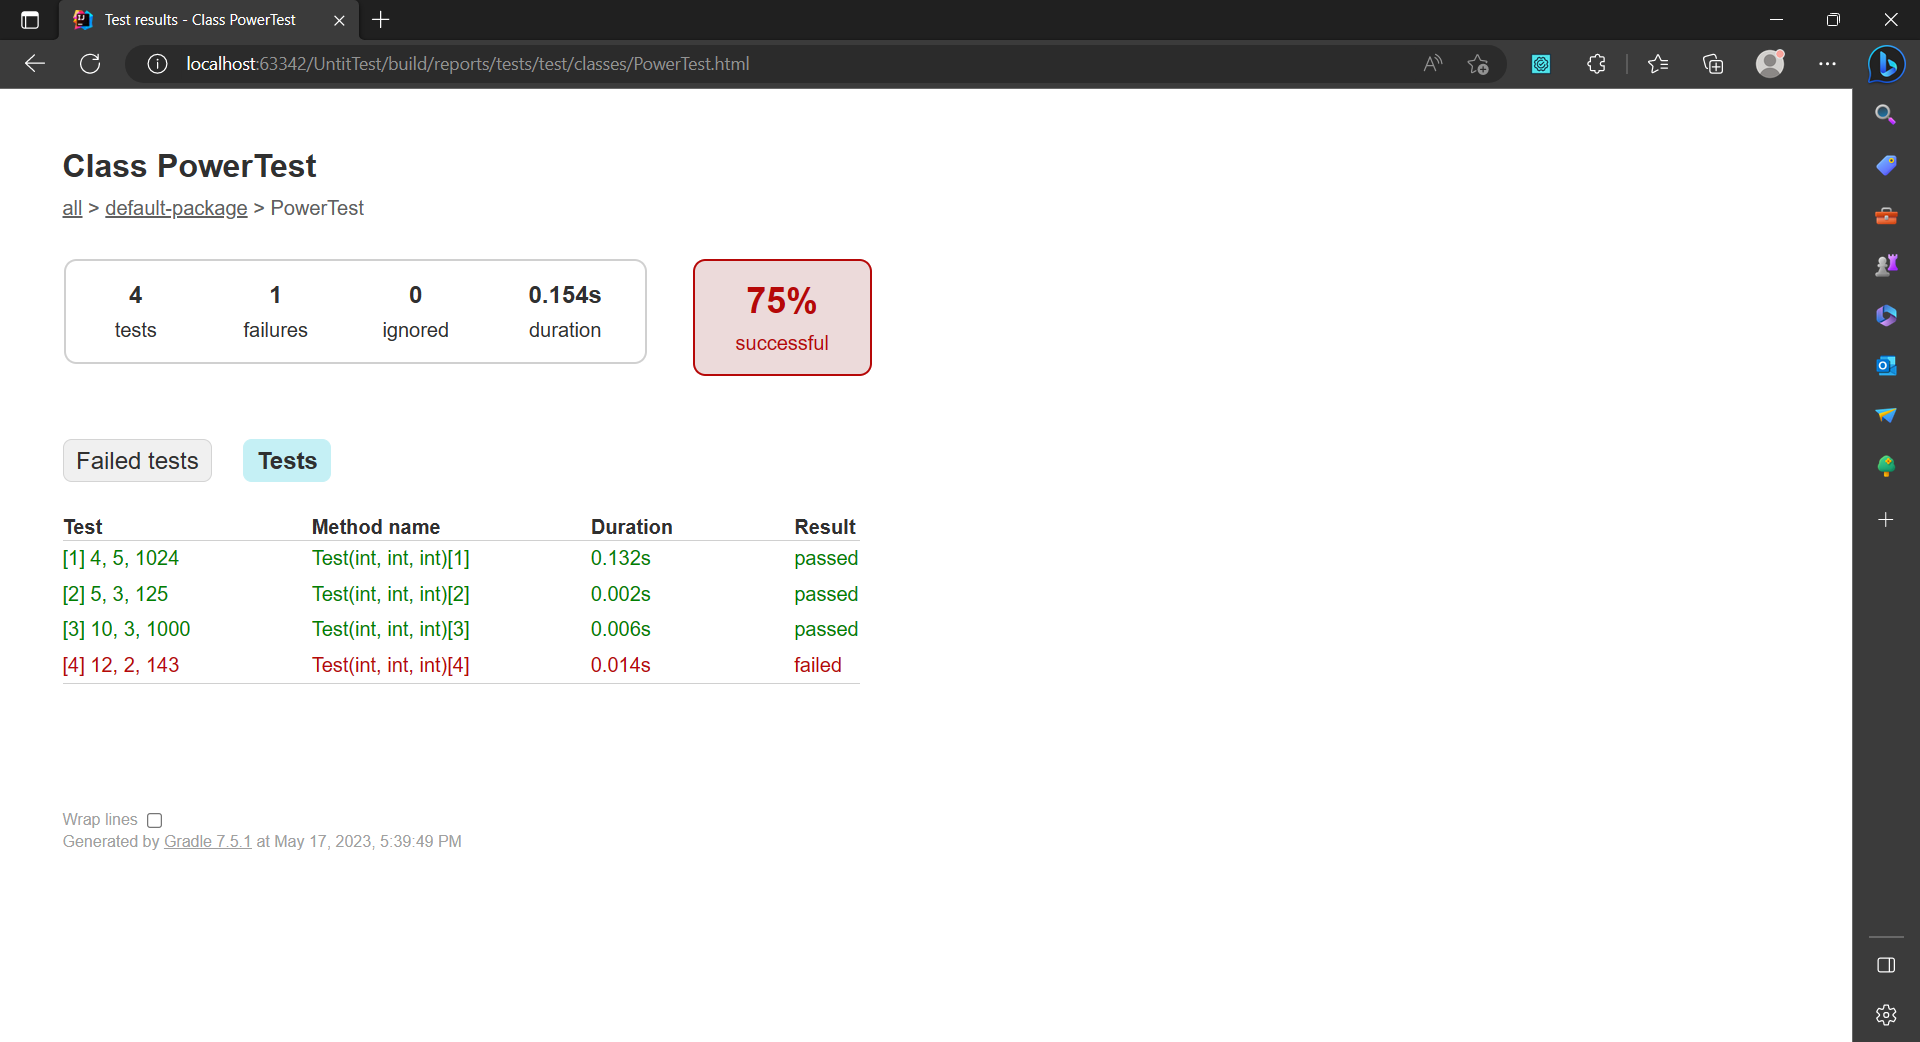 Test results - Class PowerTest
localhost:63342/UntitTest/build/reports/tests/test/classes/PowerTest.html
Class PowerTest
all > default-package > PowerTest
4 1 0 0.154s
tests failures ignored duration
75%
successful
Failed tests Tests
Test Method name Duration Result
[1] 4, 5, 1024 Test(int, int, int)[1] 0.132s passed
[2] 5, 3, 125 Test(int, int, int)[2] 0.002s passed
[3] 10, 3, 1000 Test(int, int, int)[3] 0.006s passed
[4] 12, 2, 143 Test(int, int, int)[4] 0.014s failed
Wrap lines
Generated by Gradle 7.5.1 at May 17, 2023, 5:39:49 PM